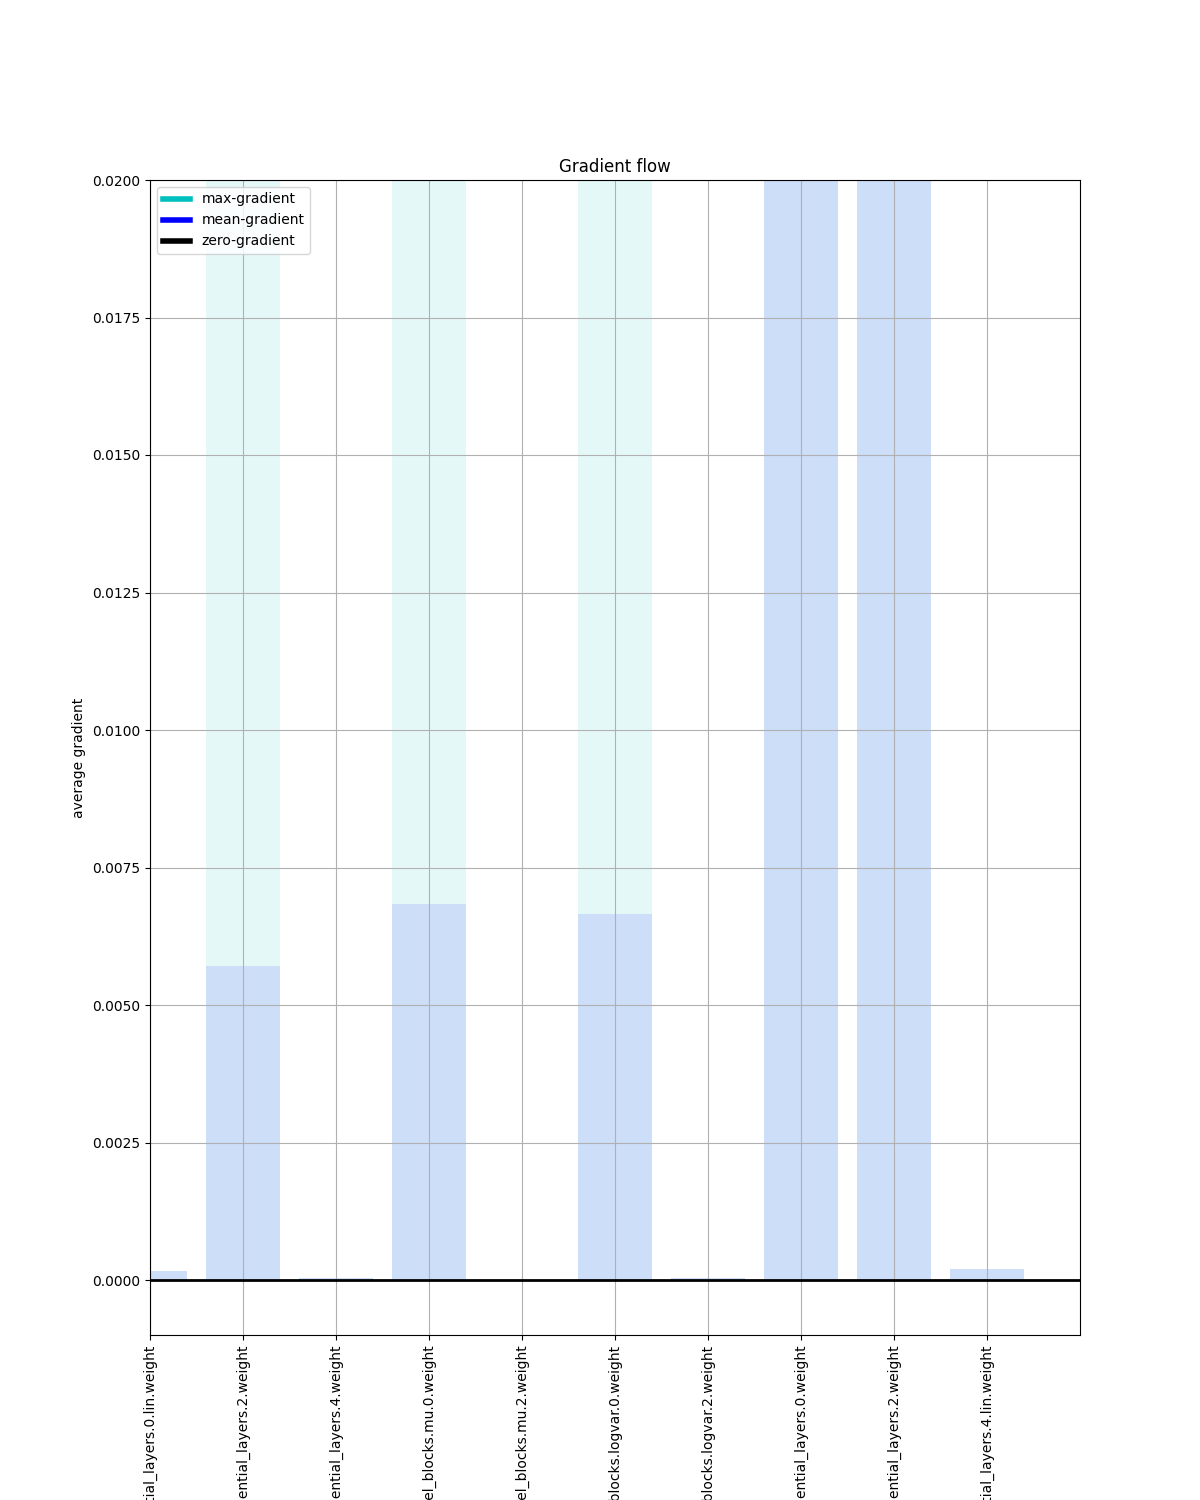 Gradient flow
max-gradient
mean-gradient
zero-gradient
average gradient
0.0200
0.0175
0.0150
0.0125
0.0100
0.0075
0.0050
0.0025
0.0000
tial_layers.0.lin.weight
ential_layers.2.weight
ential_layers.4.weight
el_blocks.mu.0.weight
el_blocks.mu.2.weight
blocks.logvar.0.weight
blocks.logvar.2.weight
ential_layers.0.weight
ential_layers.2.weight
tial_layers.4.lin.weight